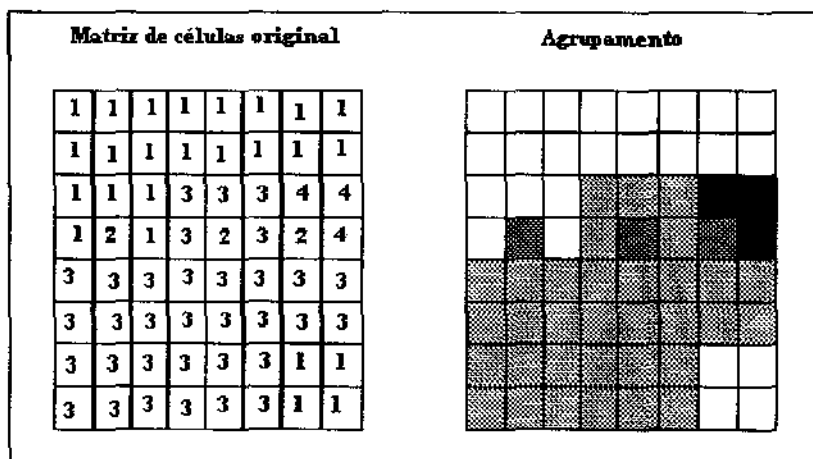 Matriz de células original
Agrupamento
1 1 1 1 1 1 1 1
1 1 1 1 1 1 1 1
1 1 1 3 3 3 4 4
1 2 1 3 2 3 2 4
3 3 3 3 3 3 3 3
3 3 3 3 3 3 3 3
3 3 3 3 3 3 1 1
3 3 3 3 3 3 1 1